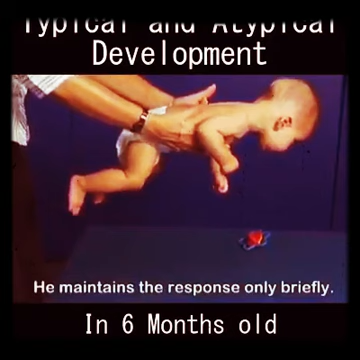 Typical and Atypical
Development
He maintains the response only briefly.
In 6 Months old